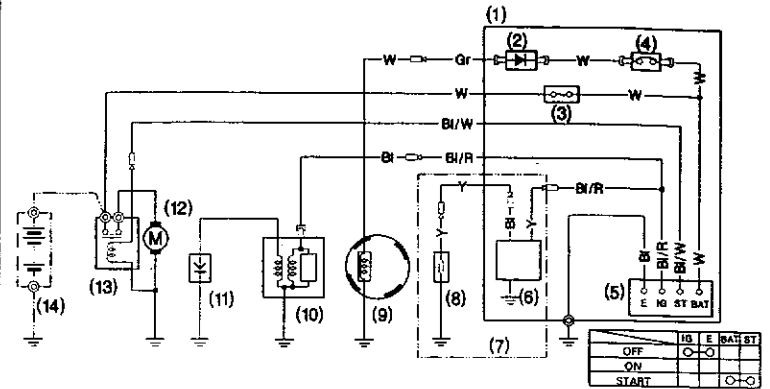 (1)
(2)
(4)
W
Gr
W
W
W
W
(3)
W
Bl/W
Bl
Bl/R
Y
Bl/R
Y
Bl
Y
(12)
M
(13)
(14)
(11)
(10)
(9)
(8)
(6)
(7)
Bl
Bl/R
Bl/W
W
(5)
E IG ST BAT
IG E BAT ST
OFF
ON
START